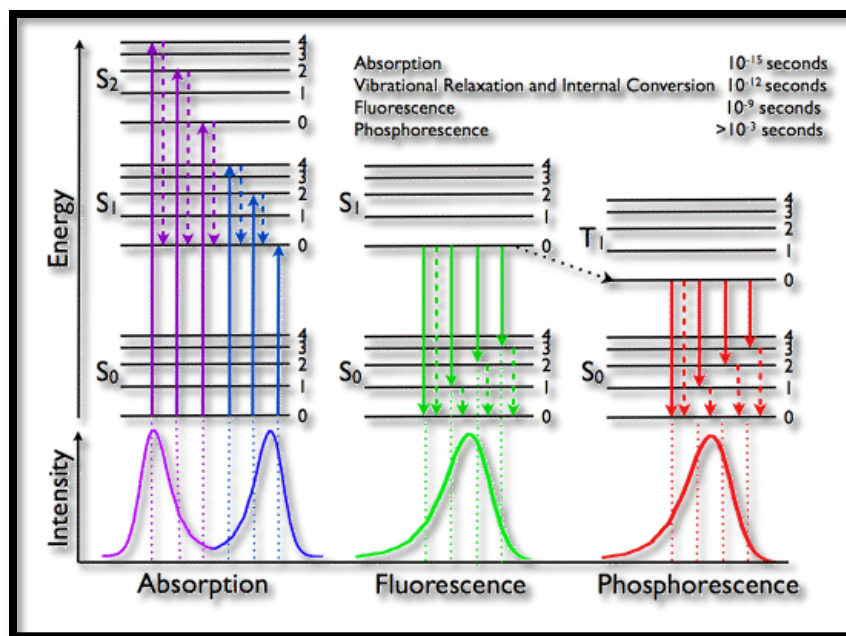 Absorption 10⁻¹⁵ seconds
Vibrational Relaxation and Internal Conversion 10⁻¹² seconds
Fluorescence 10⁻⁹ seconds
Phosphorescence >10⁻³ seconds
Energy
S₂
4
3
2
1
0
S₁
4
3
2
1
0
S₀
4
3
2
1
0
S₁
4
3
2
1
0
S₀
4
3
2
1
0
T₁
4
3
2
1
0
S₀
4
3
2
1
0
Intensity
Absorption
Fluorescence
Phosphorescence